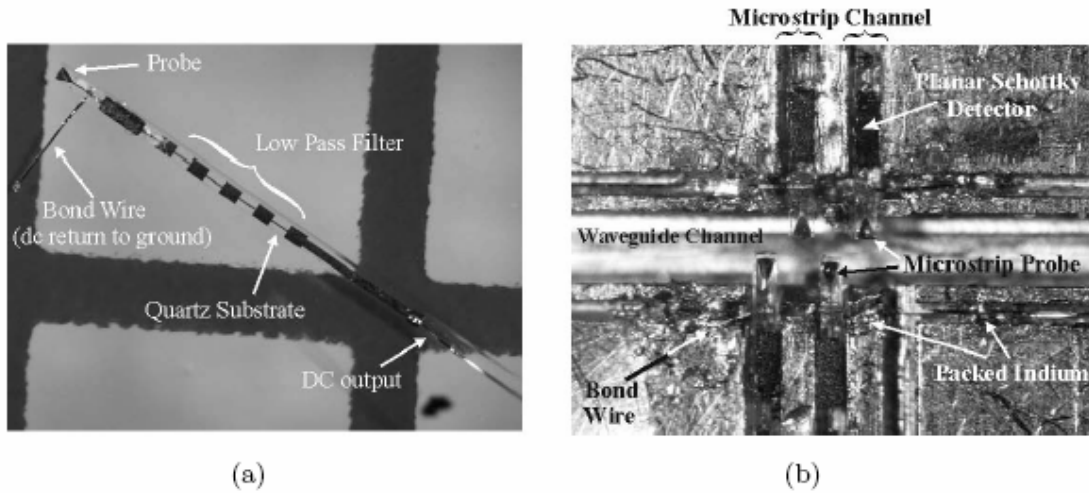 Probe
Low Pass Filter
Bond Wire
(dc return to ground)
Quartz Substrate
DC output
(a)
Microstrip Channel
Planar Schottky
Detector
Waveguide Channel
Microstrip Probe
Packed Indium
Bond
Wire
(b)